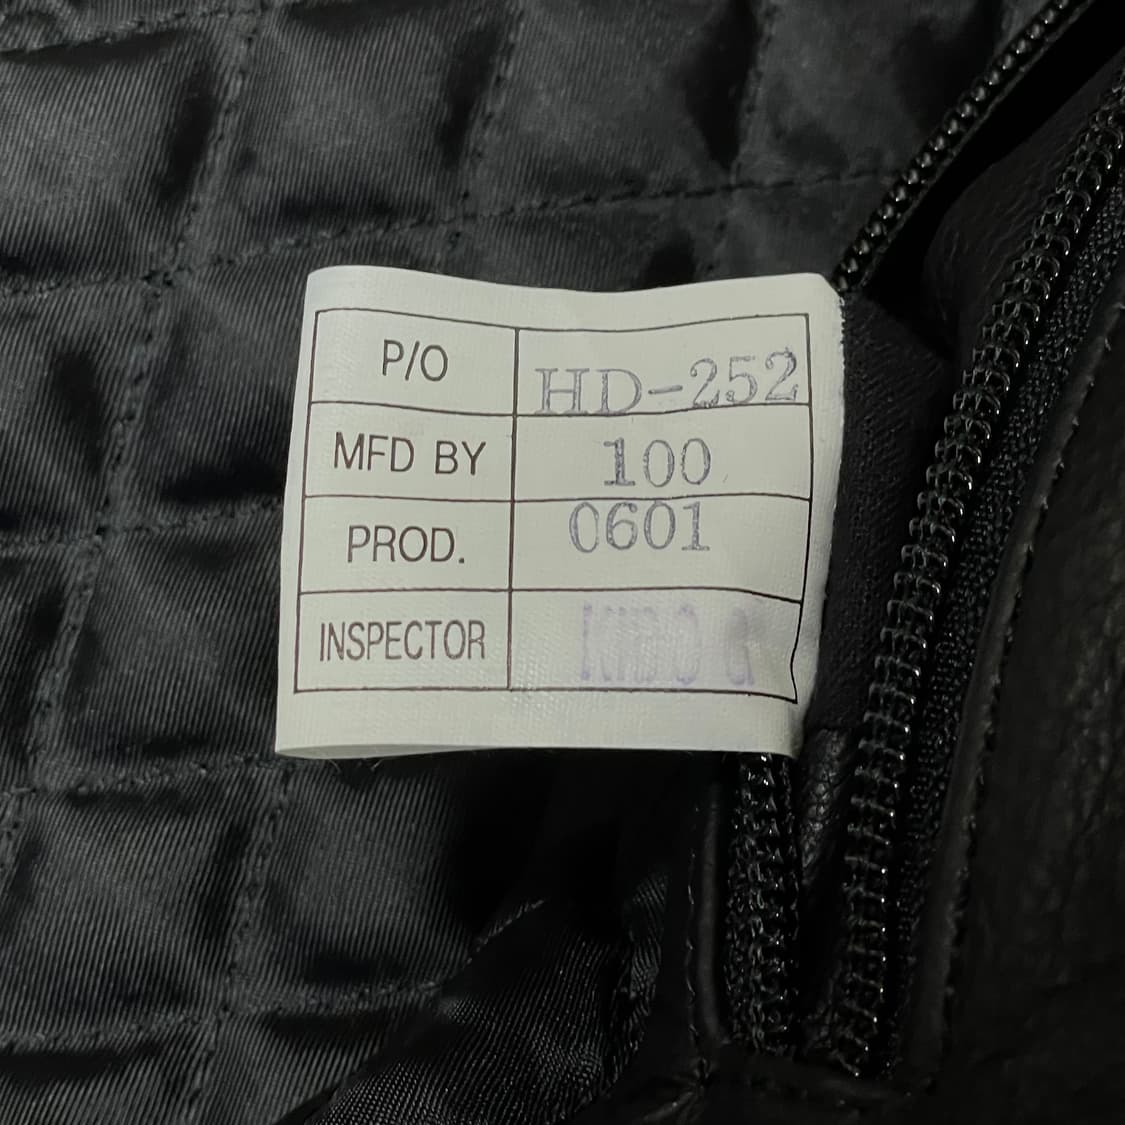 P/O HD-252
MFD BY 100
PROD. 0601
INSPECTOR